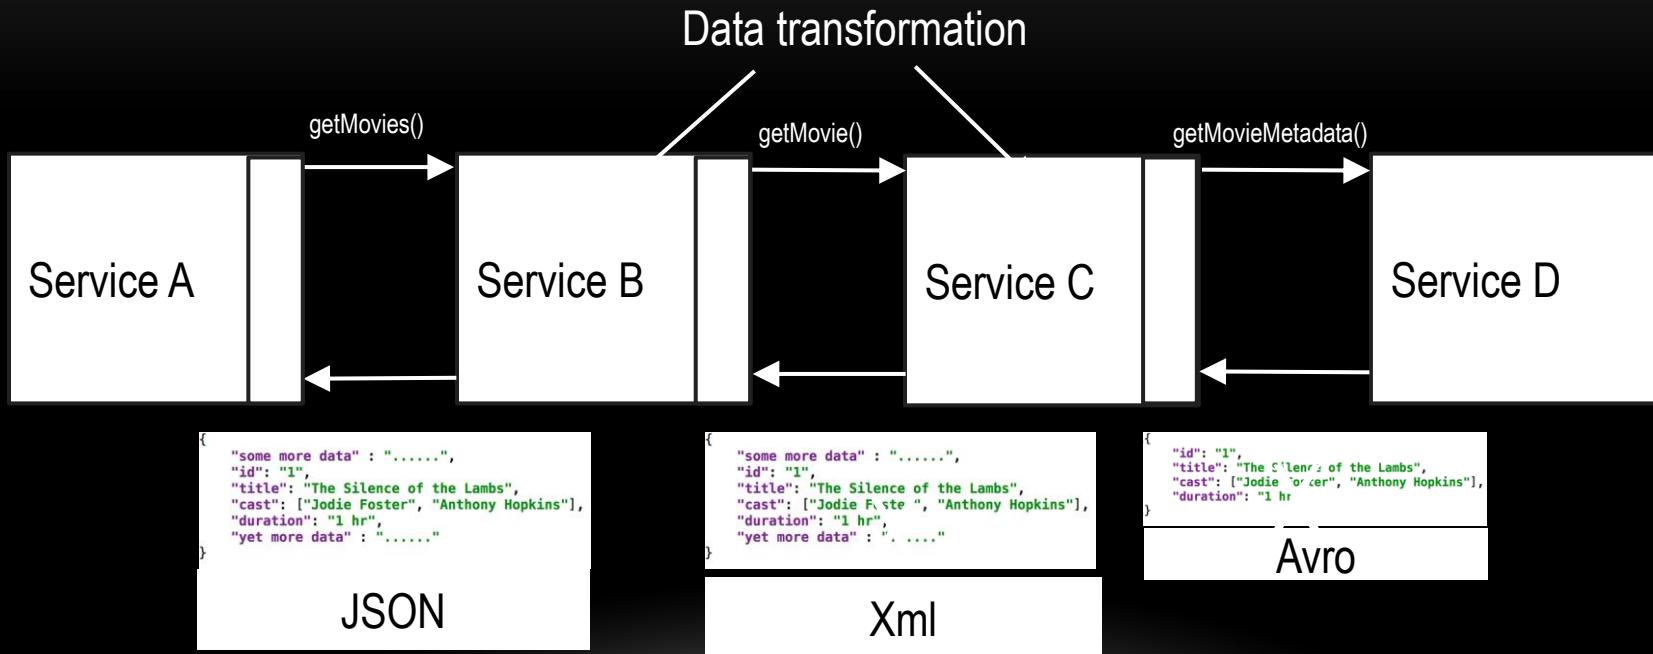 Data transformation
getMovies()
getMovie()
getMovieMetadata()
Service A
Service B
Service C
Service D
{
"some more data" : "......",
"id": "1",
"title": "The Silence of the Lambs",
"cast": ["Jodie Foster", "Anthony Hopkins"],
"duration": "1 hr",
"yet more data" : "......"
}
JSON
{
"some more data" : "......",
"id": "1",
"title": "The Silence of the Lambs",
"cast": ["Jodie "Anthony Hopkins"],
"duration": "1 hr",
"yet more data" :
}
Xml
{
"id": "1",
"title": "The of the Lambs",
"cast": ["Jodie "Anthony Hopkins"],
"duration": "1 hr
}
Avro